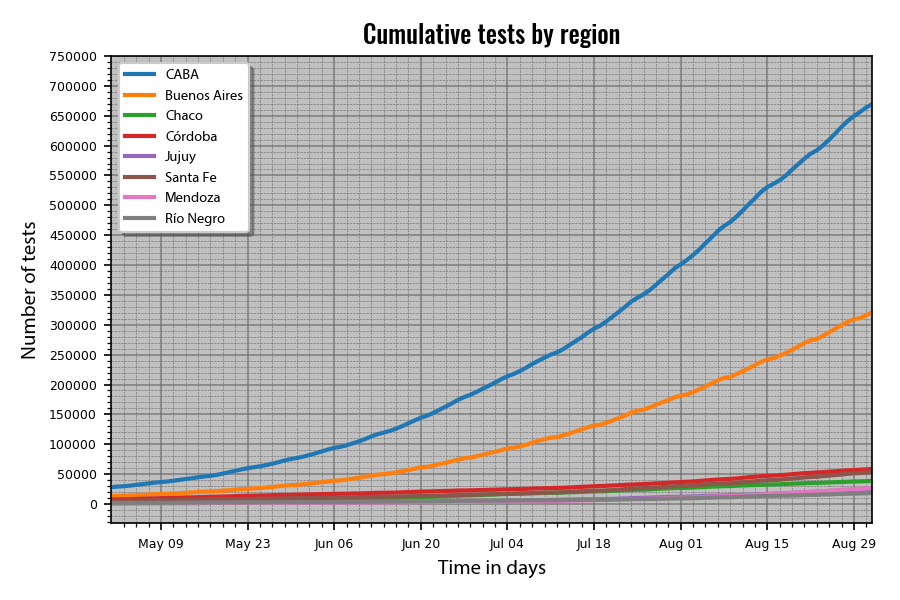 Cumulative tests by region
750000
700000
650000
600000
550000
500000
450000
400000
350000
300000
250000
200000
150000
100000
50000
0
Number of tests
CABA
Buenos Aires
Chaco
Córdoba
Jujuy
Santa Fe
Mendoza
Río Negro
May 09 May 23 Jun 06 Jun 20 Jul 04 Jul 18 Aug 01 Aug 15 Aug 29
Time in days